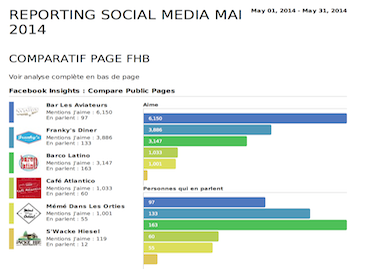 REPORTING SOCIAL MEDIA MAI
2014
May 01, 2014 - May 31, 2014
COMPARATIF PAGE FHB
Voir analyse complète en bas de page
Facebook Insights : Compare Public Pages
Bar Les Aviateurs
Mentions J'aime : 6,150
En parlent : 97
Franky's Diner
Mentions J'aime : 3,886
En parlent : 133
Barco Latino
Mentions J'aime : 3,147
En parlent : 163
Café Atlantico
Mentions J'aime : 1,033
En parlent : 60
Mémé Dans Les Orties
Mentions J'aime : 1,001
En parlent : 55
S'Wacke Hiesel
Mentions J'aime : 119
En parlent : 12
Aime
6,150
3,886
3,147
1,033
1,001
Personnes qui en parlent
97
133
163
60
55